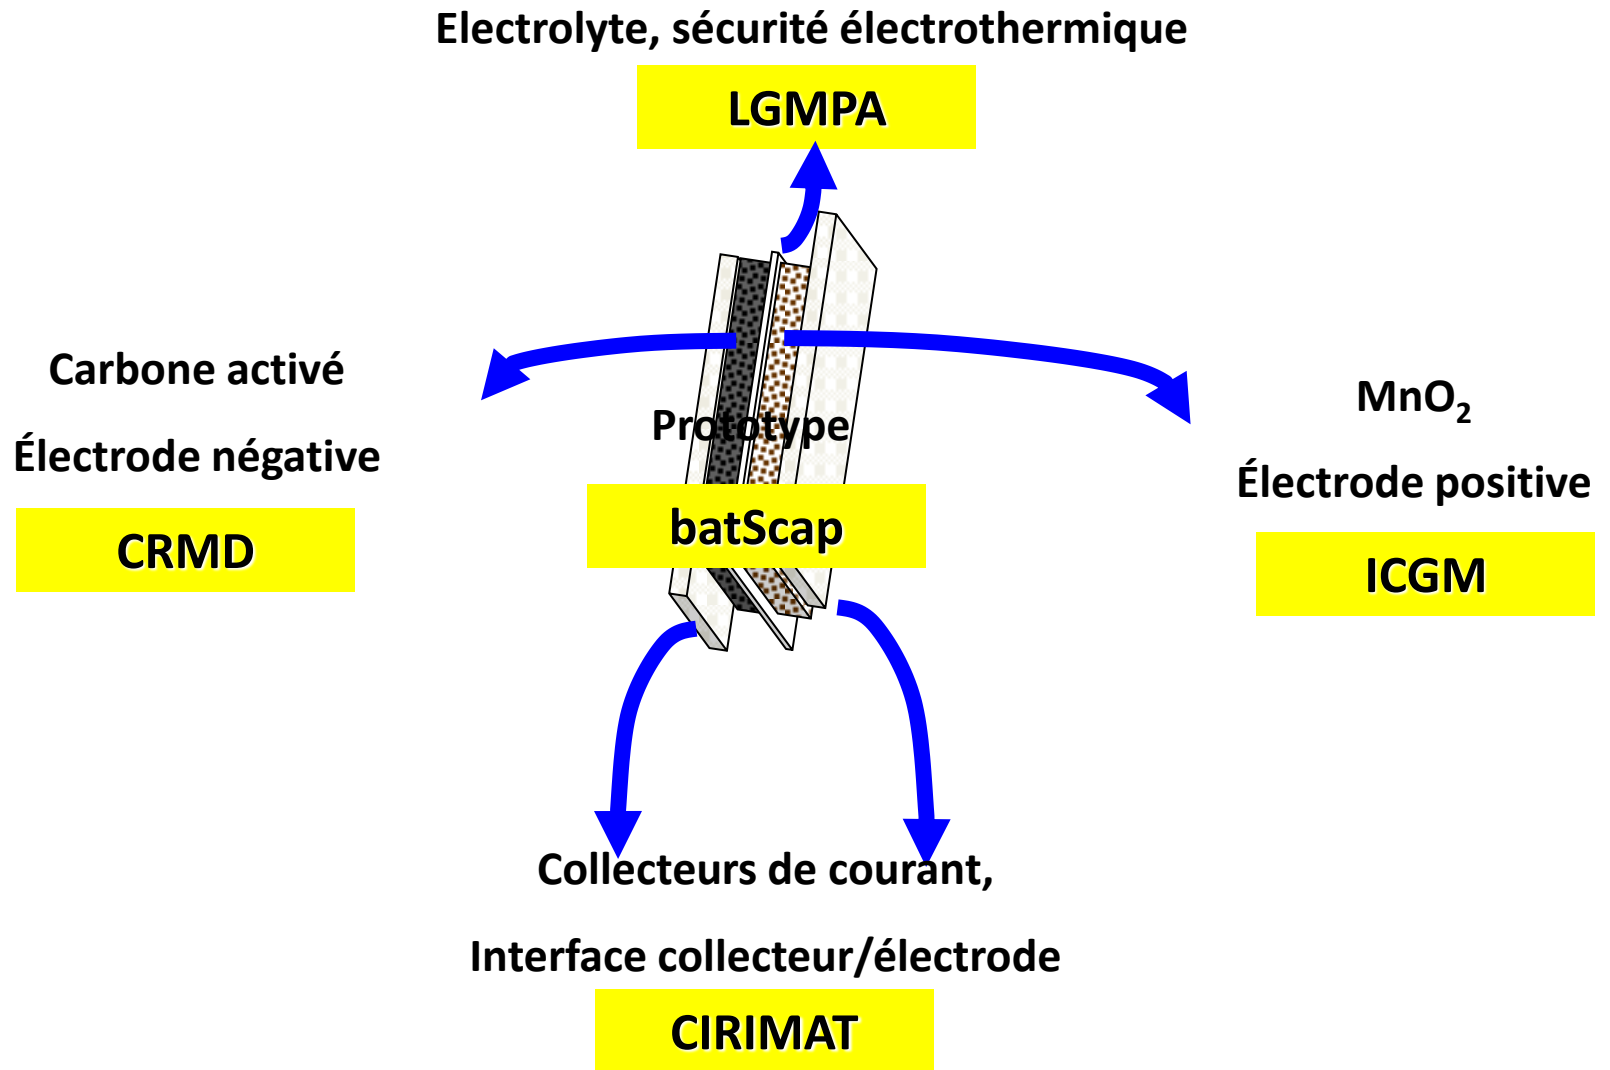 Electrolyte, sécurité électrothermique
LGMPA
Carbone activé
Électrode négative
CRMD
Prototype
batScap
MnO₂
Électrode positive
ICGM
Collecteurs de courant,
Interface collecteur/électrode
CIRIMAT